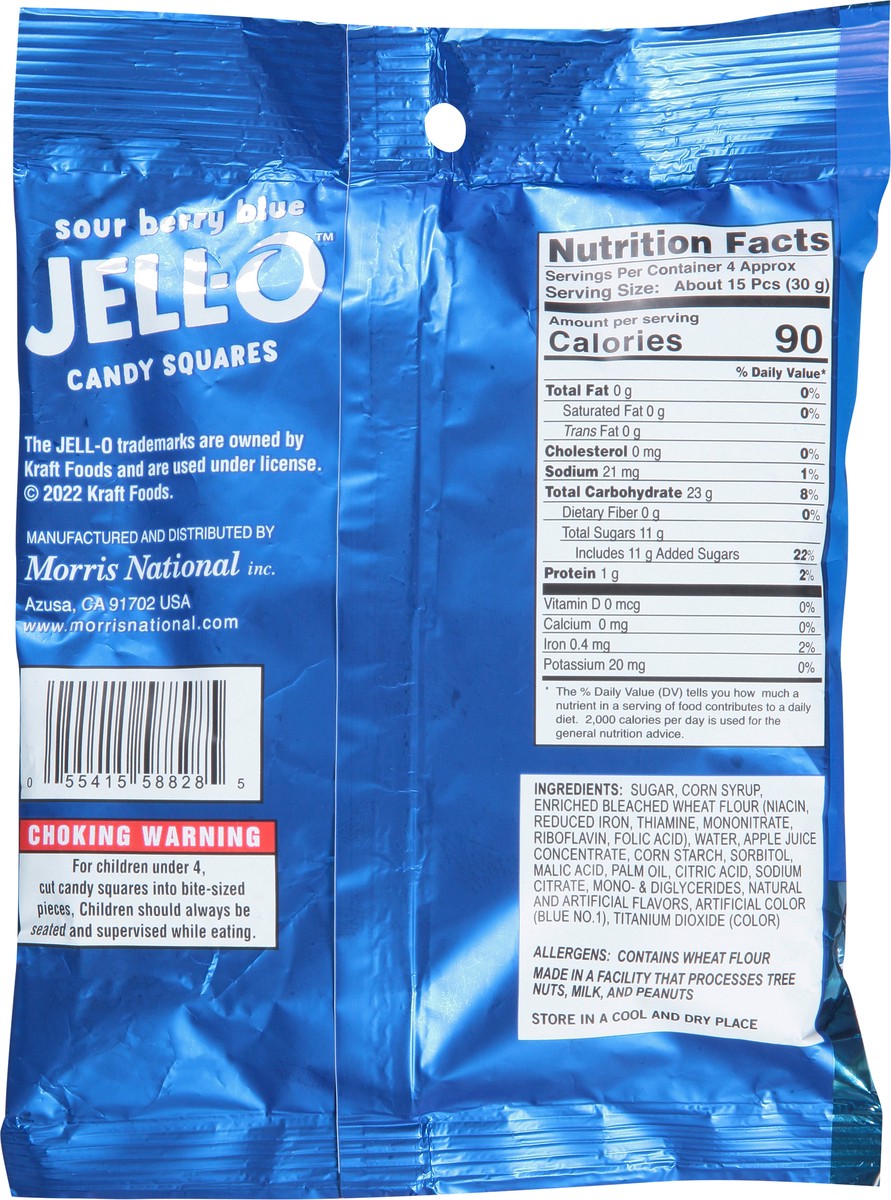 sour berry blue
JELL-O™
CANDY SQUARES
The JELL-O trademarks are owned by
Kraft Foods and are used under license.
© 2022 Kraft Foods.
MANUFACTURED AND DISTRIBUTED BY
Morris National inc.
Azusa, CA 91702 USA
www.morrisnational.com
0 55415 58828 5
CHOKING WARNING
For children under 4,
cut candy squares into bite-sized
pieces, Children should always be
seated and supervised while eating.
Nutrition Facts
Servings Per Container 4 Approx
Serving Size: About 15 Pcs (30 g)
Amount per serving
Calories 90
% Daily Value*
Total Fat 0 g 0%
Saturated Fat 0 g 0%
Trans Fat 0 g
Cholesterol 0 mg 0%
Sodium 21 mg 1%
Total Carbohydrate 23 g 8%
Dietary Fiber 0 g 0%
Total Sugars 11 g
Includes 11 g Added Sugars 22%
Protein 1 g 2%
Vitamin D 0 mcg 0%
Calcium 0 mg 0%
Iron 0.4 mg 2%
Potassium 20 mg 0%
* The % Daily Value (DV) tells you how much a
nutrient in a serving of food contributes to a daily
diet. 2,000 calories per day is used for the
general nutrition advice.
INGREDIENTS: SUGAR, CORN SYRUP,
ENRICHED BLEACHED WHEAT FLOUR (NIACIN,
REDUCED IRON, THIAMINE, MONONITRATE,
RIBOFLAVIN, FOLIC ACID), WATER, APPLE JUICE
CONCENTRATE, CORN STARCH, SORBITOL,
MALIC ACID, PALM OIL, CITRIC ACID, SODIUM
CITRATE, MONO- & DIGLYCERIDES, NATURAL
AND ARTIFICIAL FLAVORS, ARTIFICIAL COLOR
(BLUE NO.1), TITANIUM DIOXIDE (COLOR)
ALLERGENS: CONTAINS WHEAT FLOUR
MADE IN A FACILITY THAT PROCESSES TREE
NUTS, MILK, AND PEANUTS
STORE IN A COOL AND DRY PLACE